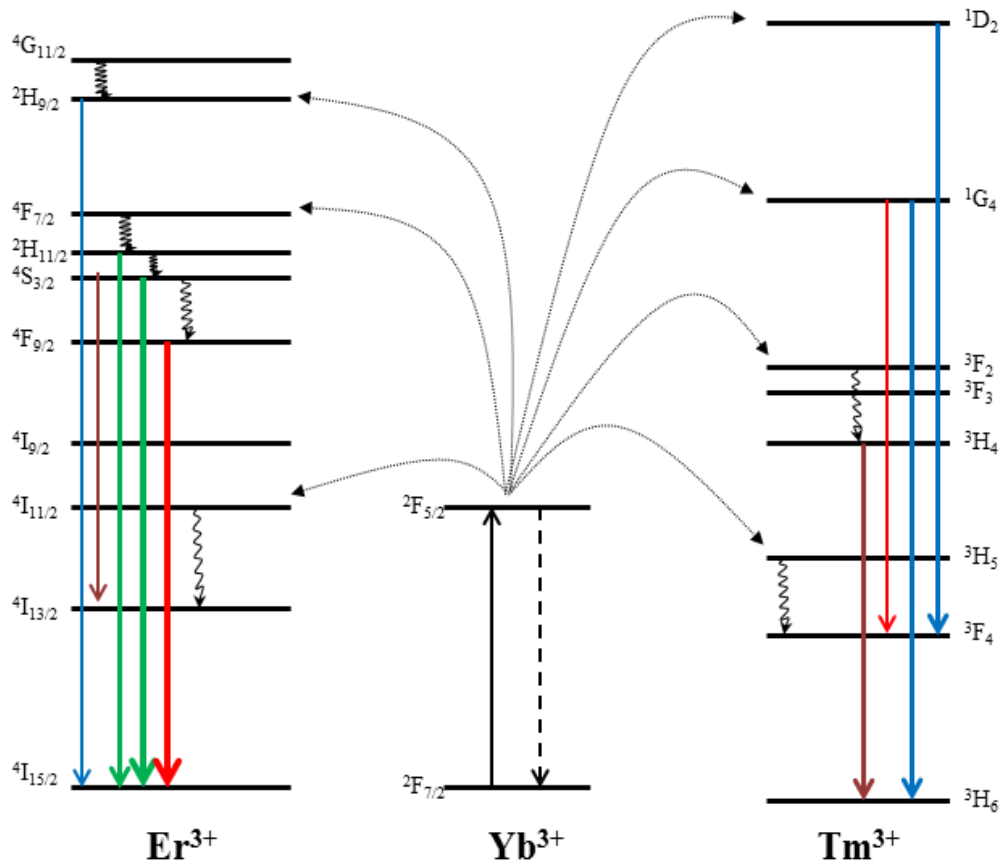 ⁴G₁₁/₂
²H₉/₂
⁴F₇/₂
²H₁₁/₂
⁴S₃/₂
⁴F₉/₂
⁴I₉/₂
⁴I₁₁/₂
⁴I₁₃/₂
⁴I₁₅/₂
Er³⁺
²F₅/₂
²F₇/₂
Yb³⁺
¹D₂
¹G₄
³F₂
³F₃
³H₄
³H₅
³F₄
³H₆
Tm³⁺